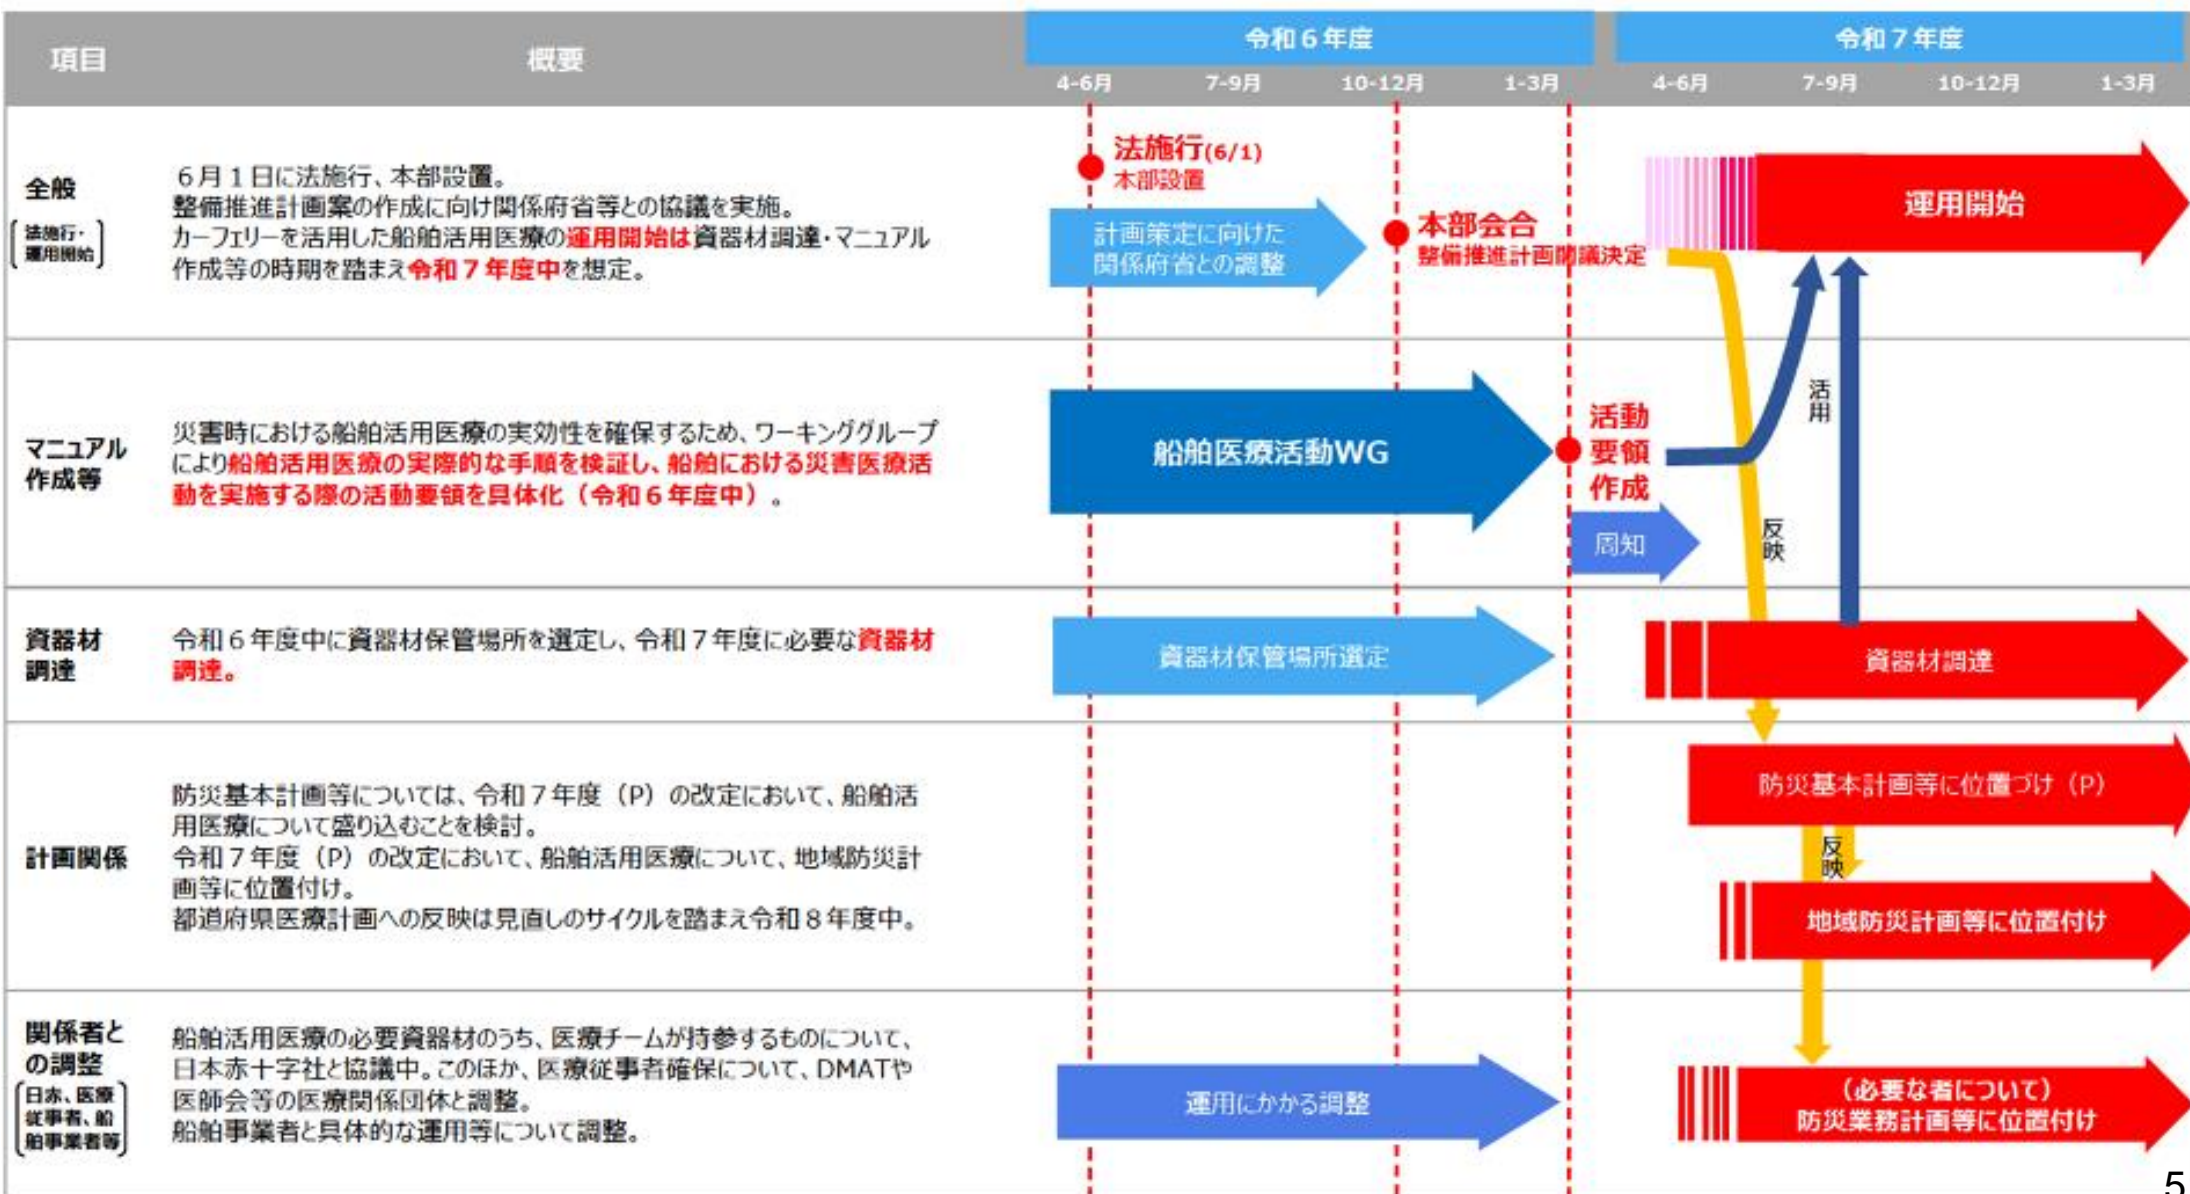 項目
概要
令和６年度
令和７年度
4-6月
7-9月
10-12月
1-3月
4-6月
7-9月
10-12月
1-3月
全般
法施行・
運用開始
６月１日に法施行、本部設置。
整備推進計画案の作成に向け関係府省等との協議を実施。
カーフェリーを活用した船舶活用医療の運用開始は資器材調達・マニュアル
作成等の時期を踏まえ令和７年度中を想定。
法施行(6/1)
本部設置
計画策定に向けた
関係府省との調整
本部会合
整備推進計画閣議決定
運用開始
マニュアル
作成等
災害時における船舶活用医療の実効性を確保するため、ワーキンググループ
により船舶活用医療の実際的な手順を検証し、船舶における災害医療活
動を実施する際の活動要領を具体化（令和６年度中）。
船舶医療活動WG
活動
要領
作成
周知
活用
反映
資器材
調達
令和６年度中に資器材保管場所を選定し、令和７年度に必要な資器材
調達。
資器材保管場所選定
資器材調達
計画関係
防災基本計画等については、令和７年度（P）の改定において、船舶活
用医療について盛り込むことを検討。
令和７年度（P）の改定において、船舶活用医療について、地域防災計
画等に位置付け。
都道府県医療計画への反映は見直しのサイクルを踏まえ令和８年度中。
防災基本計画等に位置づけ（P）
反映
地域防災計画等に位置付け
関係者と
の調整
日赤、医療
従事者、船
舶事業者等
船舶活用医療の必要資器材のうち、医療チームが持参するものについて、
日本赤十字社と協議中。このほか、医療従事者確保について、DMATや
医師会等の医療関係団体と調整。
船舶事業者と具体的な運用等について調整。
運用にかかる調整
（必要な者について）
防災業務計画等に位置付け
5